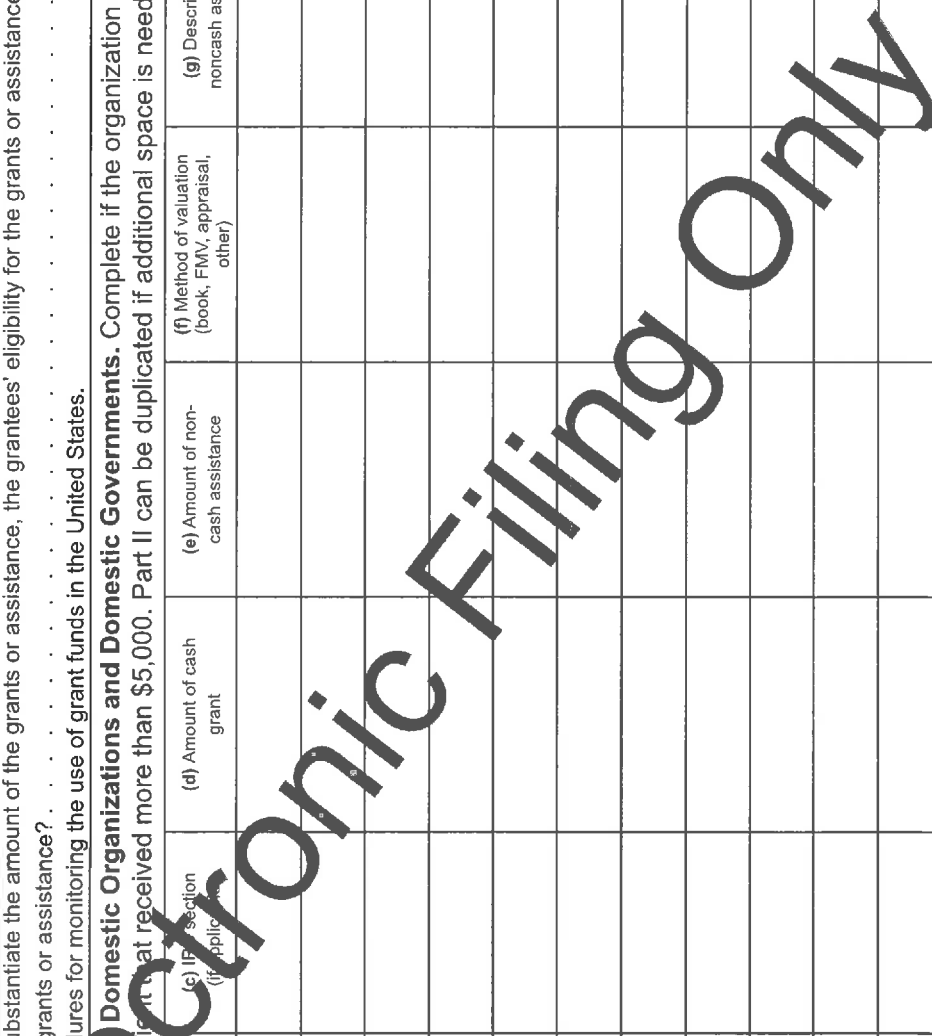 ubstantiate the amount of the grants or assistance, the grantees' eligibility for the grants or assistance
grants or assistance? . . . . . . . . . . . . . . . . . . . . . . .
ures for monitoring the use of grant funds in the United States.
Domestic Organizations and Domestic Governments. Complete if the organization
that received more than $5,000. Part II can be duplicated if additional space is need
(c) section
(if
(d) Amount of cash
grant
(e) Amount of non-
cash assistance
(f) Method of valuation
(book, FMV, appraisal,
other)
(g) Descri
noncash as
ctronic Filing Only